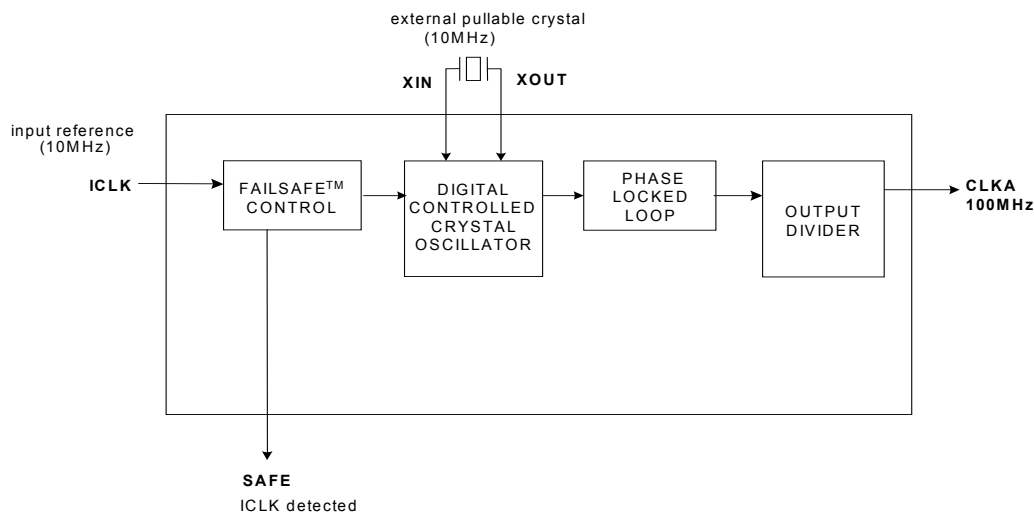 external pullable crystal
(10MHz)
XIN
XOUT
input reference
(10MHz)
ICLK
FAILSAFE™
CONTROL
DIGITAL
CONTROLLED
CRYSTAL
OSCILLATOR
PHASE
LOCKED
LOOP
OUTPUT
DIVIDER
CLKA
100MHz
SAFE
ICLK detected